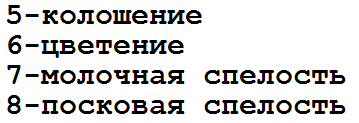 5-колошение
6-цветение
7-молочная спелость
8-посковая спелость